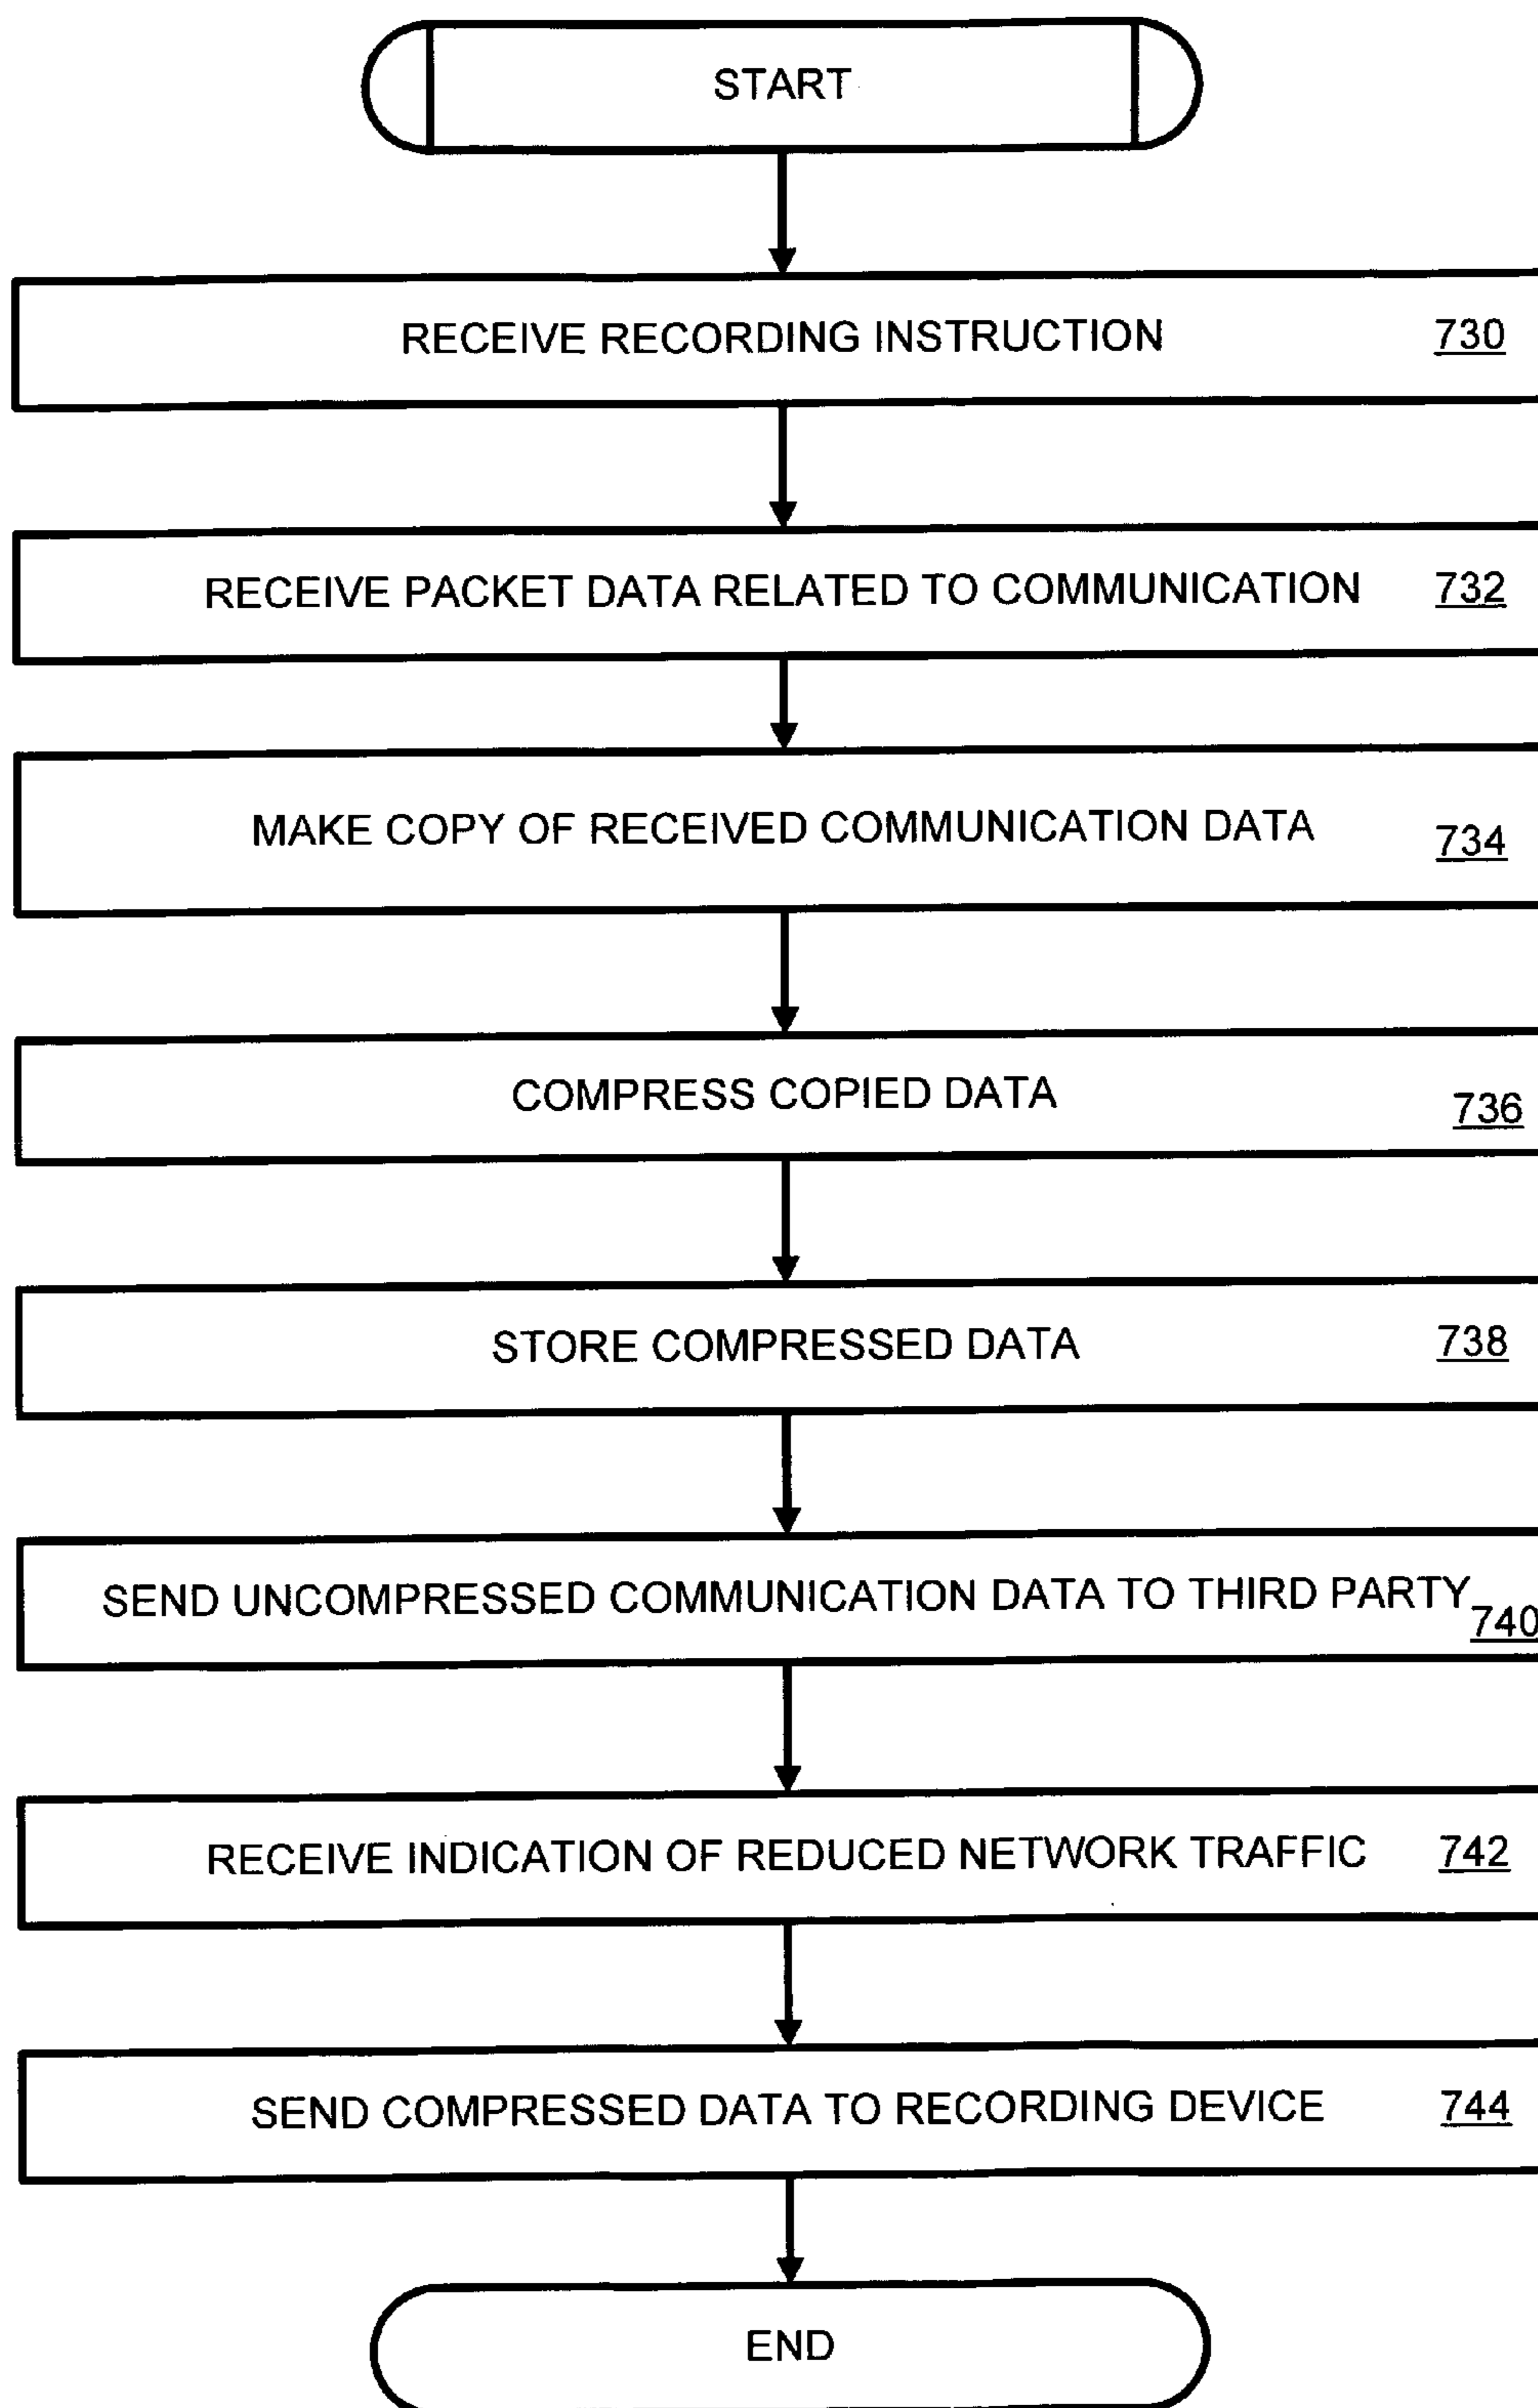 START
RECEIVE RECORDING INSTRUCTION 730
RECEIVE PACKET DATA RELATED TO COMMUNICATION 732
MAKE COPY OF RECEIVED COMMUNICATION DATA 734
COMPRESS COPIED DATA 736
STORE COMPRESSED DATA 738
SEND UNCOMPRESSED COMMUNICATION DATA TO THIRD PARTY 740
RECEIVE INDICATION OF REDUCED NETWORK TRAFFIC 742
SEND COMPRESSED DATA TO RECORDING DEVICE 744
END